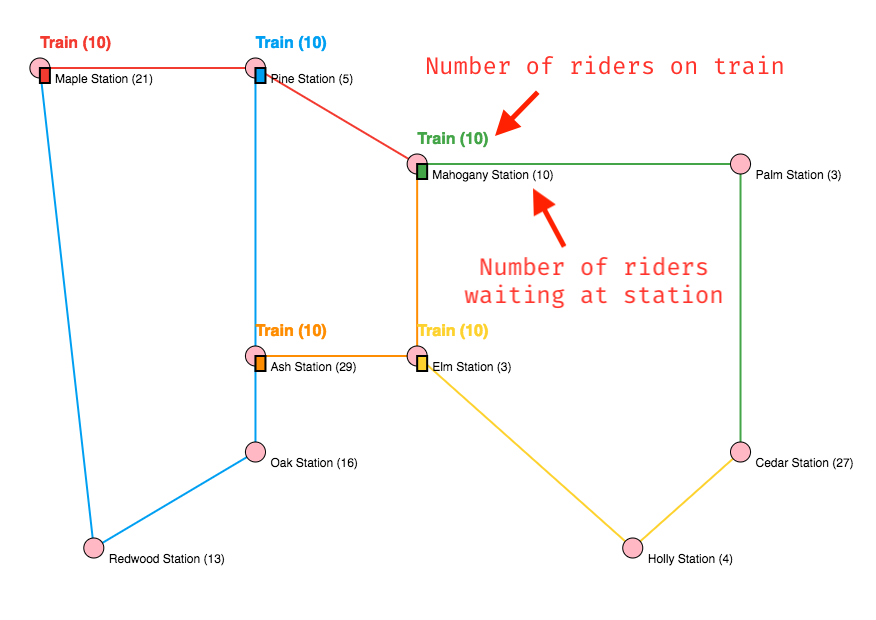 Train (10)
Train (10)
Maple Station (21)
Pine Station (5)
Number of riders on train
Train (10)
Mahogany Station (10)
Palm Station (3)
Number of riders
waiting at station
Train (10)
Train (10)
Ash Station (29)
Elm Station (3)
Oak Station (16)
Cedar Station (27)
Redwood Station (13)
Holly Station (4)